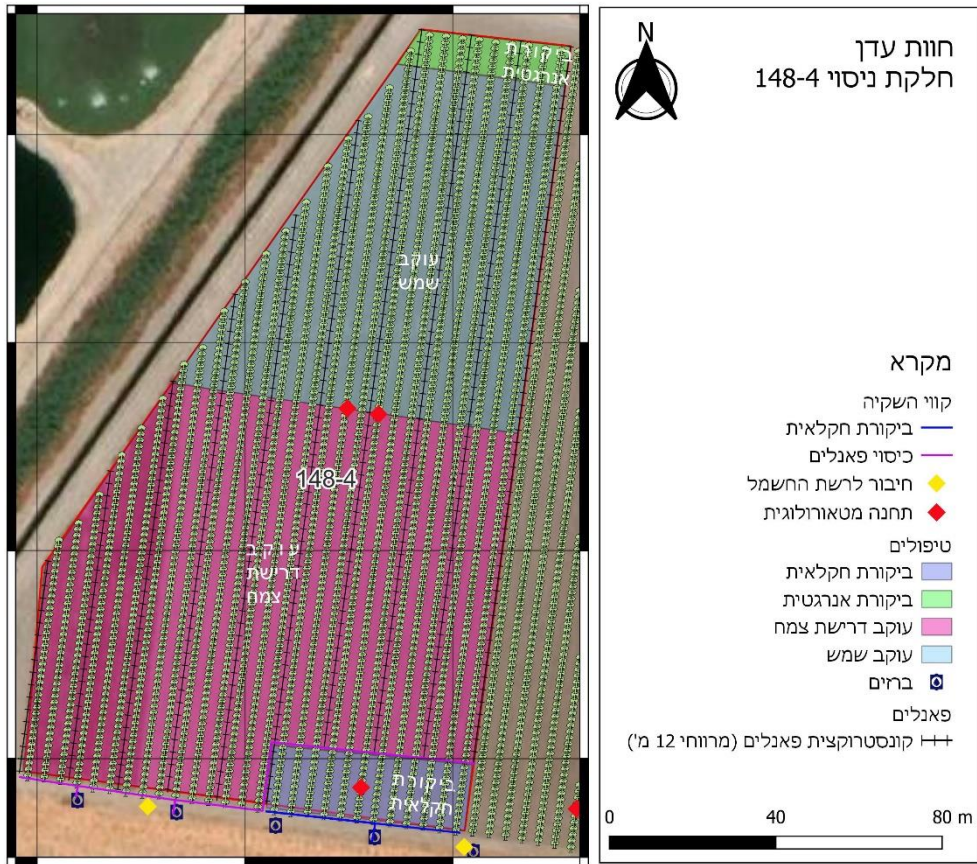 חוות עדן
חלקת ניסוי 148-4
N
ביקורת
אנרגטית
עוקב
שמש
148-4
עוקב
דרישת
צמח
ביקורת
חקלאית
מקרא
קווי השקיה
ביקורת חקלאית
כיסוי פאנלים
חיבור לרשת החשמל
תחנה מטאורולוגית
טיפולים
ביקורת חקלאית
ביקורת אנרגטית
עוקב דרישת צמח
עוקב שמש
ברזים
פאנלים
קונסטרוקצית פאנלים (מרווחי 12 מ')
0 40 80 m